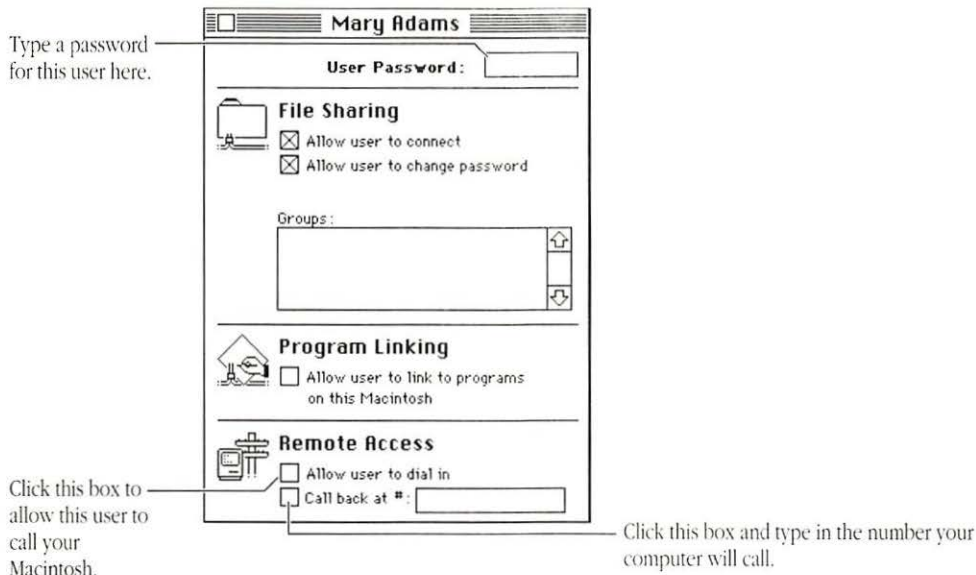 Mary Adams
Type a password
for this user here.
User Password:
File Sharing
Allow user to connect
Allow user to change password
Groups:
Program Linking
Allow user to link to programs
on this Macintosh
Remote Access
Allow user to dial in
Call back at #:
Click this box to
allow this user to
call your
Macintosh.
Click this box and type in the number your
computer will call.